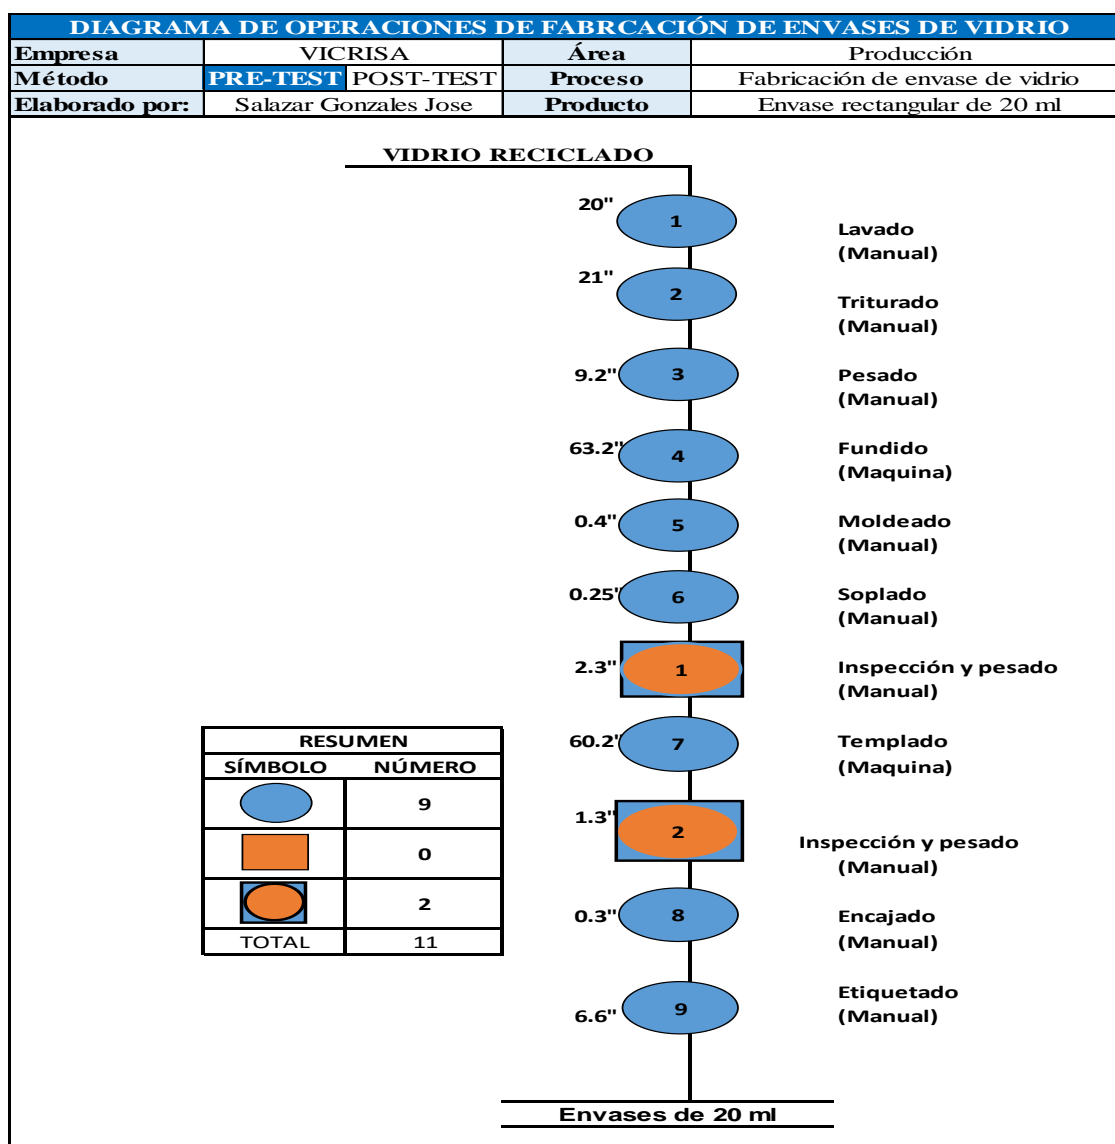 DIAGRAMA DE OPERACIONES DE FABRCACIÓN DE ENVASES DE VIDRIO
Empresa VICRISA Área Producción
Método PRE-TEST POST-TEST Proceso Fabricación de envase de vidrio
Elaborado por: Salazar Gonzales Jose Producto Envase rectangular de 20 ml
VIDRIO RECICLADO
20" 1 Lavado
(Manual)
21" 2 Triturado
(Manual)
9.2" 3 Pesado
(Manual)
63.2" 4 Fundido
(Maquina)
0.4" 5 Moldeado
(Manual)
0.25" 6 Soplado
(Manual)
2.3" 1 Inspección y pesado
(Manual)
60.2" 7 Templado
(Maquina)
1.3" 2 Inspección y pesado
(Manual)
0.3" 8 Encajado
(Manual)
6.6" 9 Etiquetado
(Manual)
RESUMEN
SÍMBOLO NÚMERO
9
0
2
TOTAL 11
Envases de 20 ml